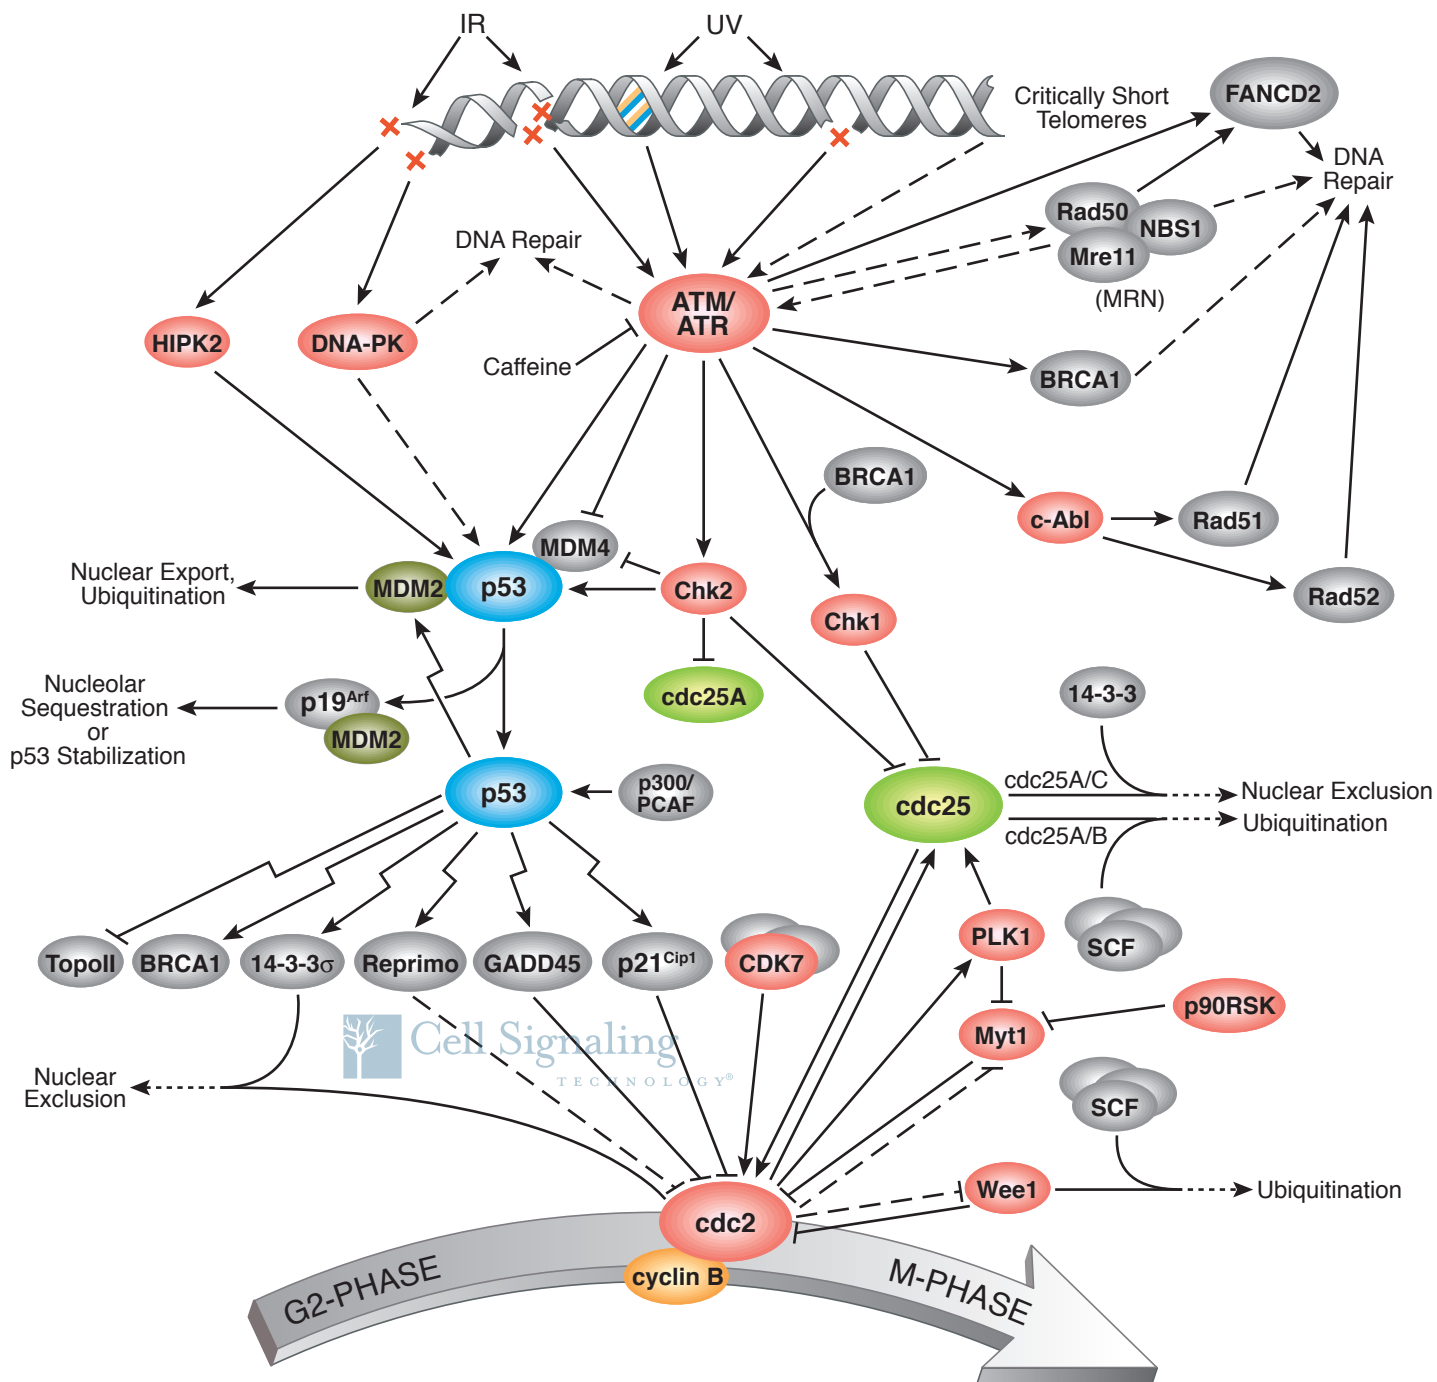 IR
UV
Critically Short
Telomeres
FANCD2
DNA
Repair
Rad50
NBS1
Mre11
(MRN)
DNA Repair
ATM/
ATR
HIPK2
DNA-PK
Caffeine
BRCA1
BRCA1
c-Abl
Rad51
Rad52
MDM4
Nuclear Export,
Ubiquitination
MDM2
p53
Chk2
Chk1
cdc25A
Nucleolar
Sequestration
or
p53 Stabilization
p19Arf
MDM2
14-3-3
p53
p300/
PCAF
cdc25
cdc25A/C
Nuclear Exclusion
cdc25A/B
Ubiquitination
TopoII
BRCA1
14-3-3σ
Reprimo
GADD45
p21Cip1
CDK7
PLK1
SCF
p90RSK
Myt1
Cell Signaling
TECHNOLOGY®
Nuclear
Exclusion
SCF
Wee1
Ubiquitination
cdc2
cyclin B
G2-PHASE
M-PHASE